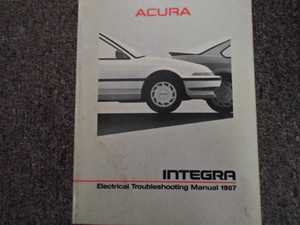 ACURA
INTEGRA
Electrical Troubleshooting Manual 1987